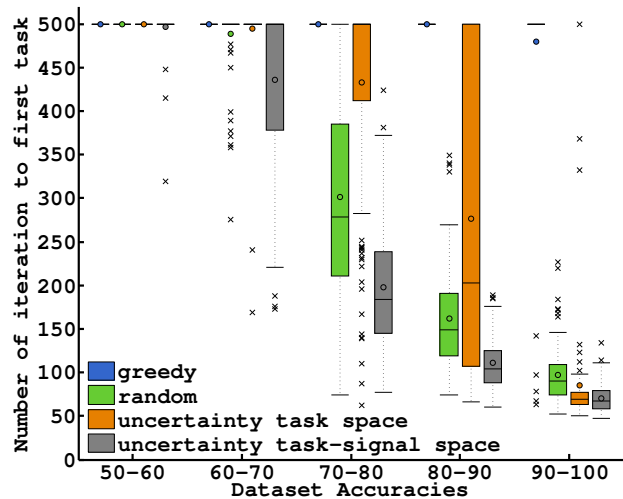 Number of iteration to first task
500
450
400
350
300
250
200
150
100
50
0
greedy
random
uncertainty task space
uncertainty task-signal space
50-60 60-70 70-80 80-90 90-100
Dataset Accuracies